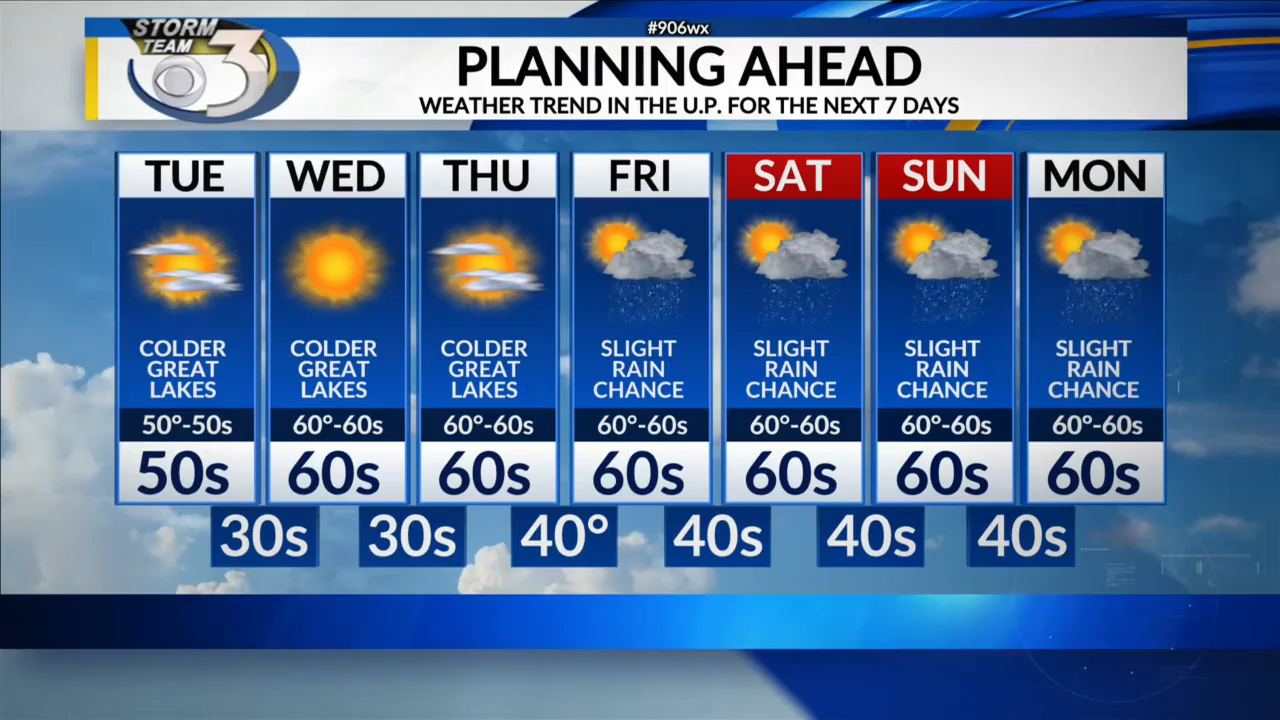 #906wx
STORM
TEAM
3
PLANNING AHEAD
WEATHER TREND IN THE U.P. FOR THE NEXT 7 DAYS
TUE
COLDER
GREAT
LAKES
50°-50s
50s
WED
COLDER
GREAT
LAKES
60°-60s
60s
THU
COLDER
GREAT
LAKES
60°-60s
60s
FRI
SLIGHT
RAIN
CHANCE
60°-60s
60s
SAT
SLIGHT
RAIN
CHANCE
60°-60s
60s
SUN
SLIGHT
RAIN
CHANCE
60°-60s
60s
MON
SLIGHT
RAIN
CHANCE
60°-60s
60s
30s
30s
40°
40s
40s
40s